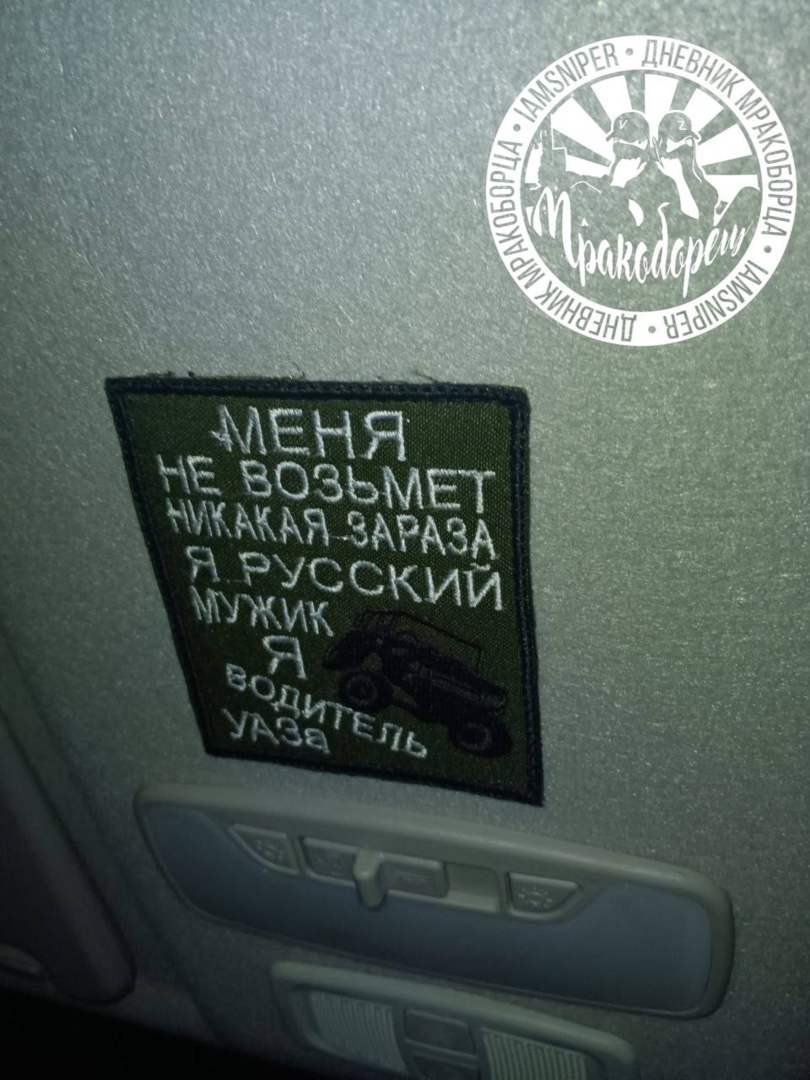 ДНЕВНИК МРАКОБОРЦА • IAMSNIPER • ДНЕВНИК МРАКОБОРЦА • IAMSNIPER •
V Z
Мракоборец
МЕНЯ
НЕ ВОЗЬМЕТ
НИКАКАЯ ЗАРАЗА
Я РУССКИЙ
МУЖИК
Я
ВОДИТЕЛЬ
УАЗа